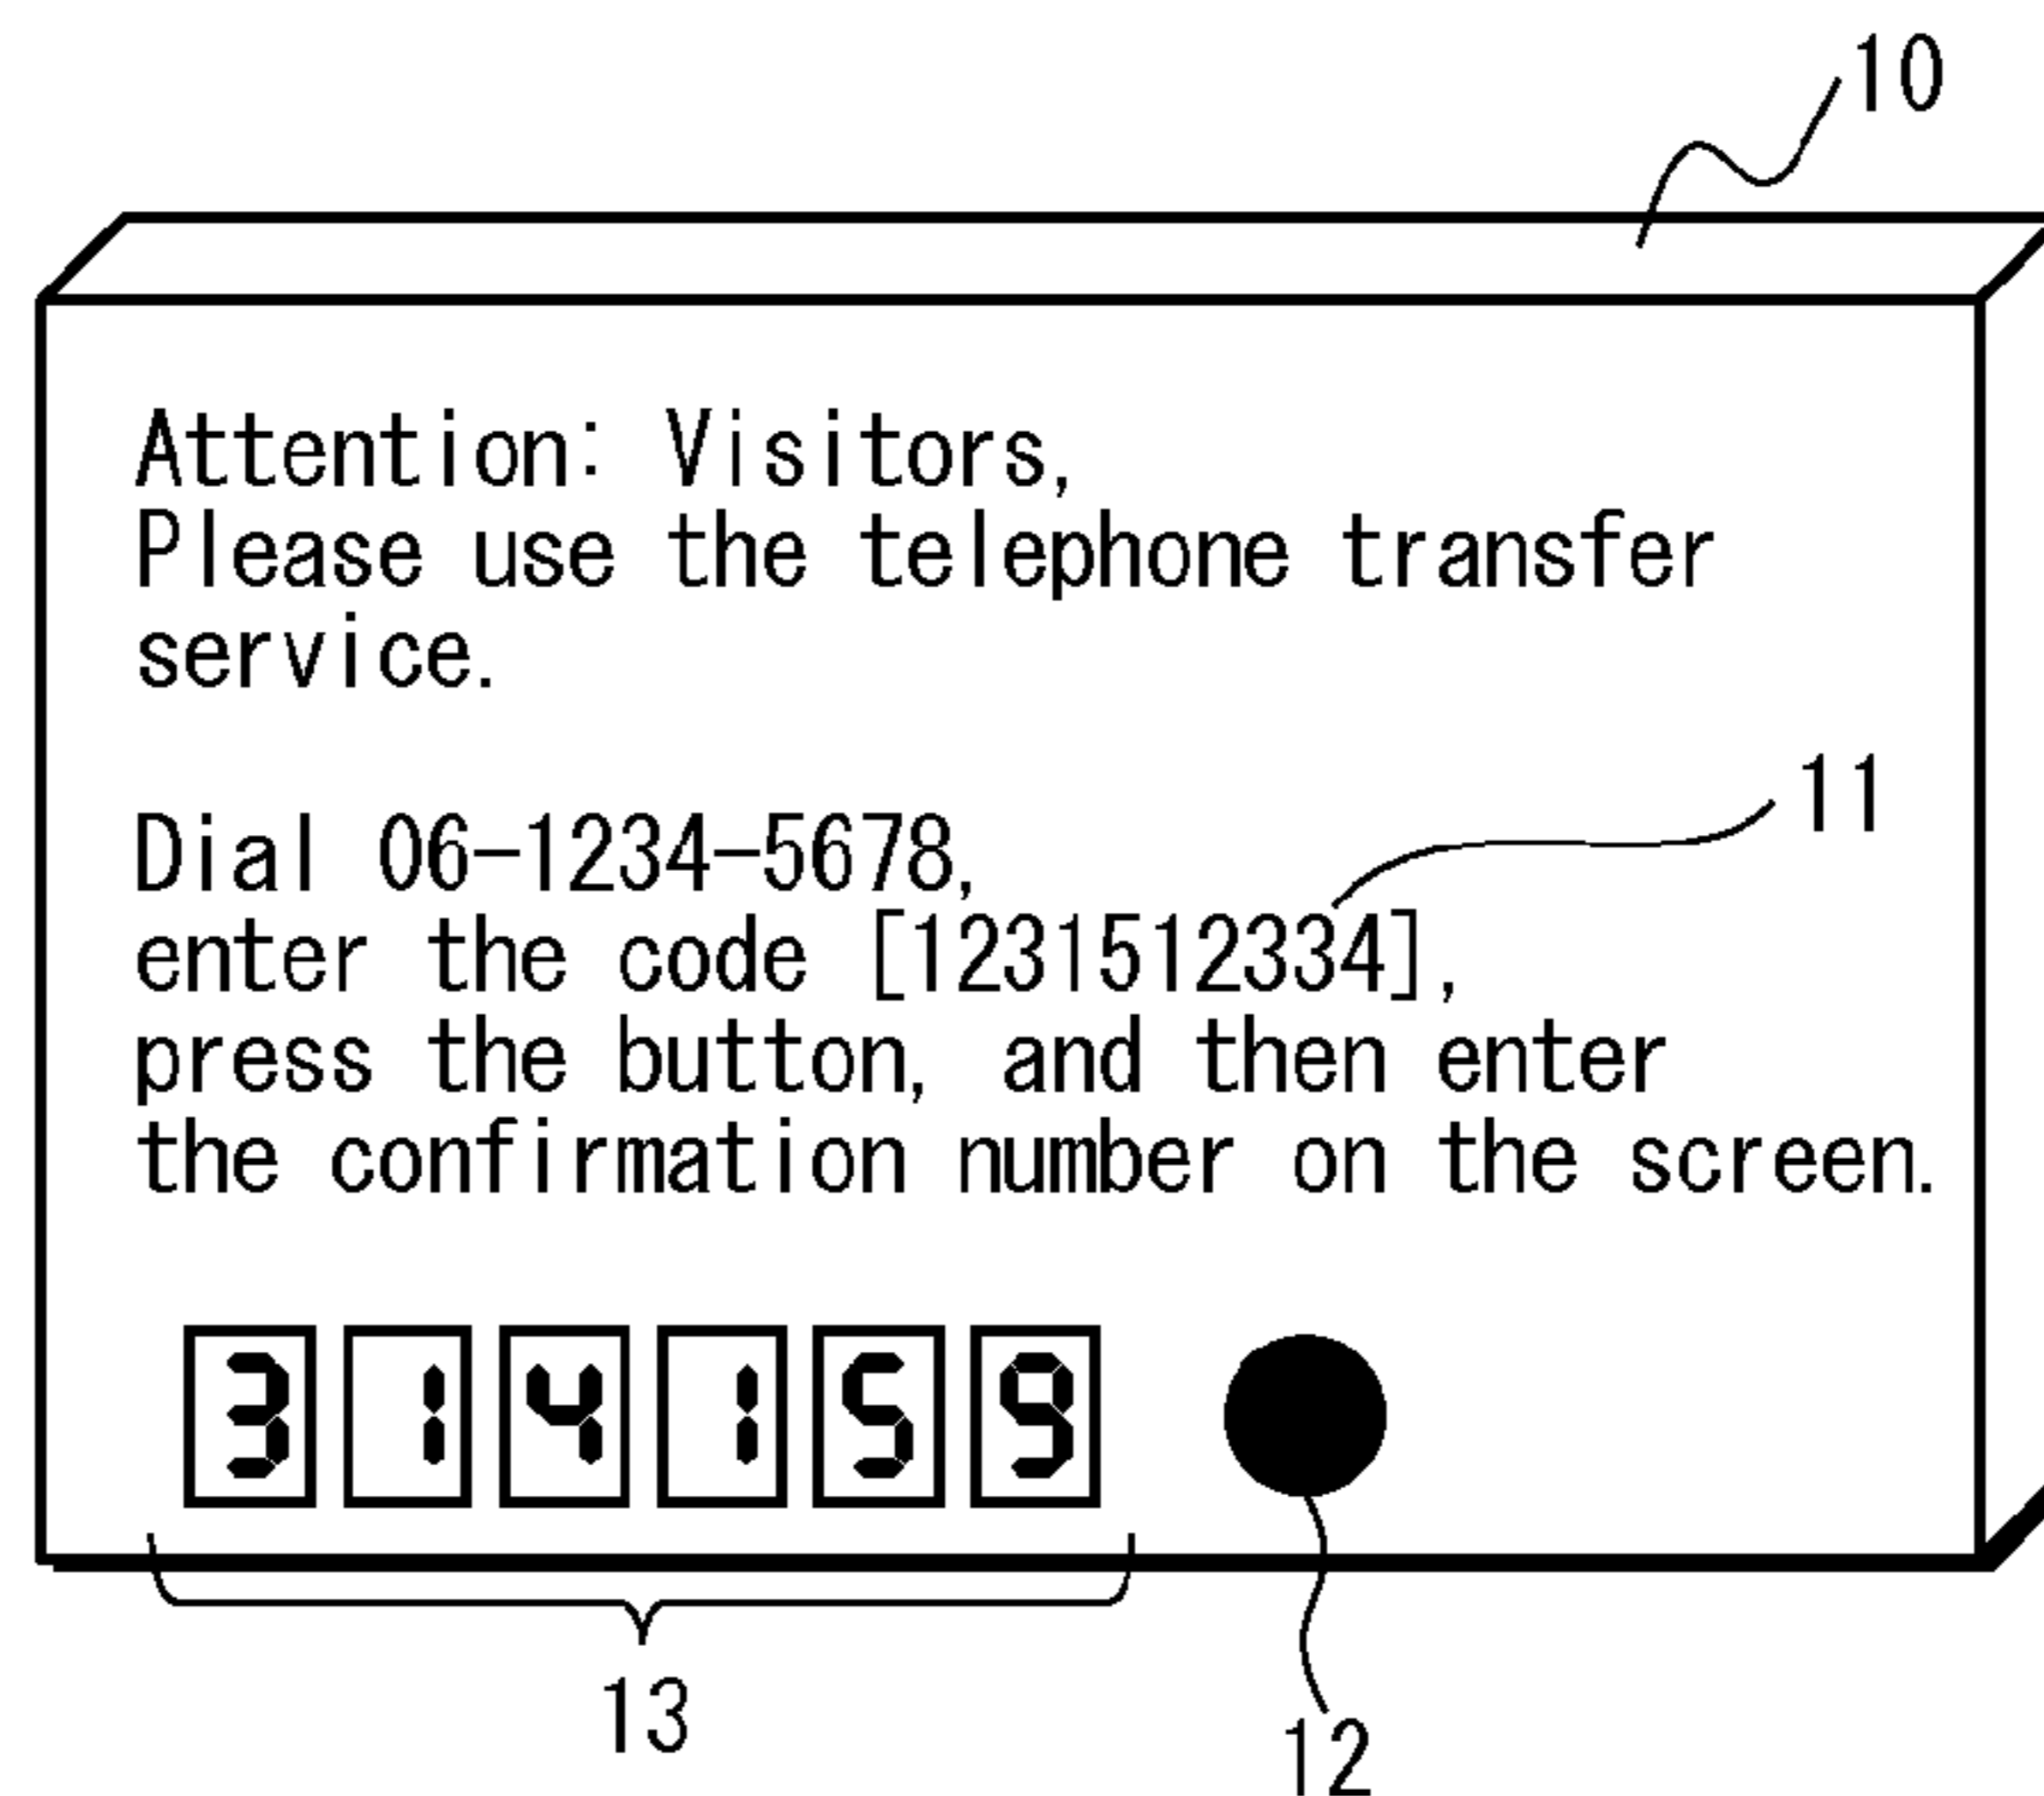 10
Attention: Visitors,
Please use the telephone transfer
service.
11
Dial 06-1234-5678,
enter the code [1231512334],
press the button, and then enter
the confirmation number on the screen.
314159
13
12